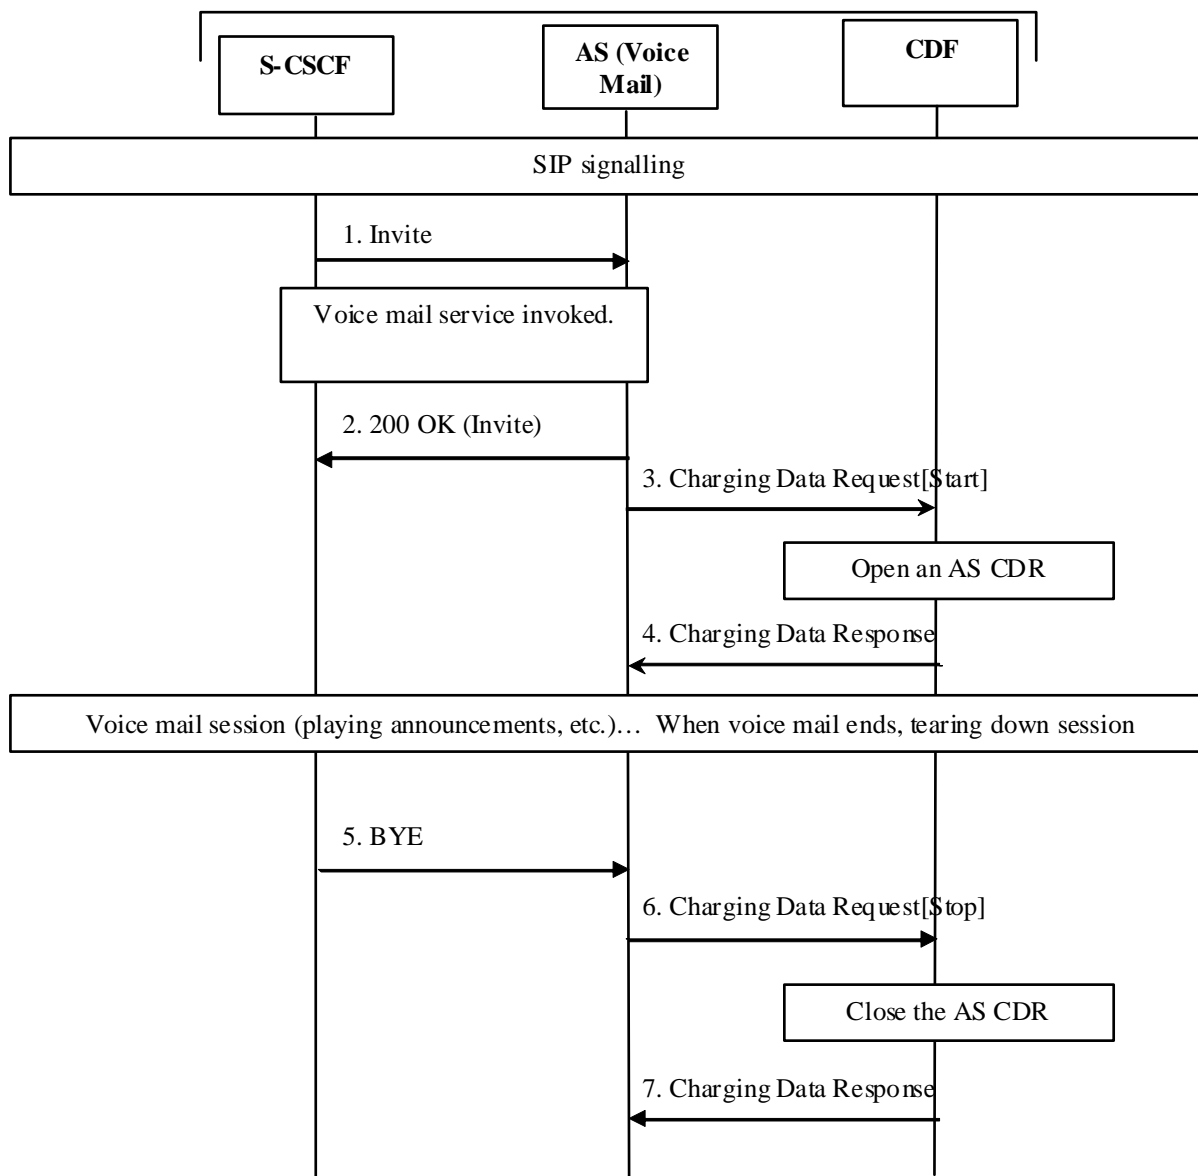 S-CSCF
AS (Voice
Mail)
CDF
SIP signalling
1. Invite
Voice mail service invoked.
2. 200 OK (Invite)
3. Charging Data Request[Start]
Open an AS CDR
4. Charging Data Response
Voice mail session (playing announcements, etc.)… When voice mail ends, tearing down session
5. BYE
6. Charging Data Request[Stop]
Close the AS CDR
7. Charging Data Response